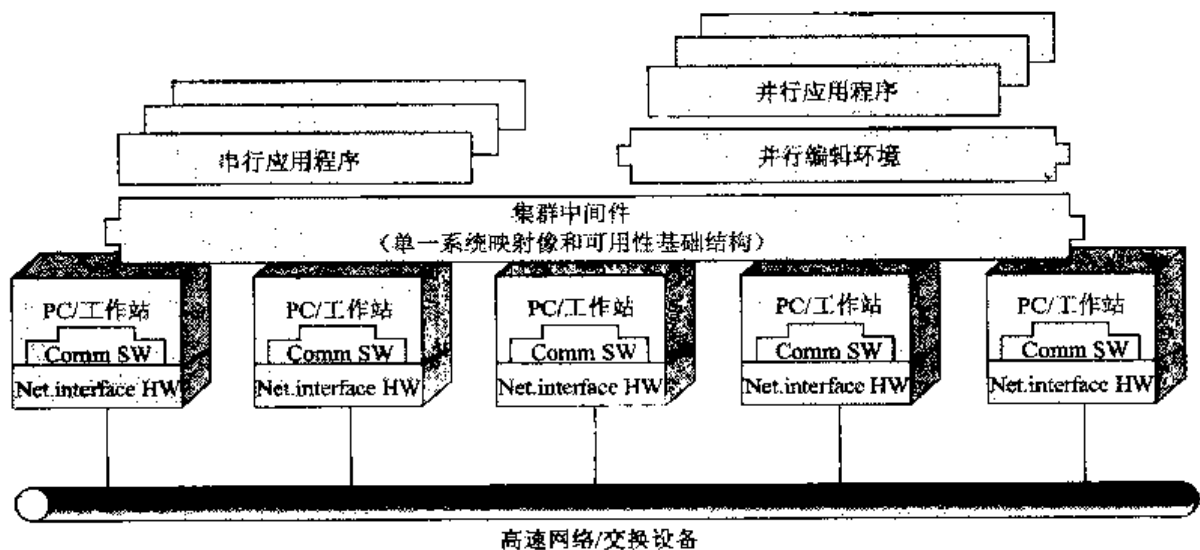 并行应用程序
串行应用程序
并行编辑环境
集群中间件
（单一系统映射像和可用性基础结构）
PC/工作站
Comm SW
Net.interface HW
PC/工作站
Comm SW
Net.interface HW
PC/工作站
Comm SW
Net.interface HW
PC/工作站
Comm SW
Net.interface HW
PC/工作站
Comm SW
Net.interface HW
高速网络/交换设备